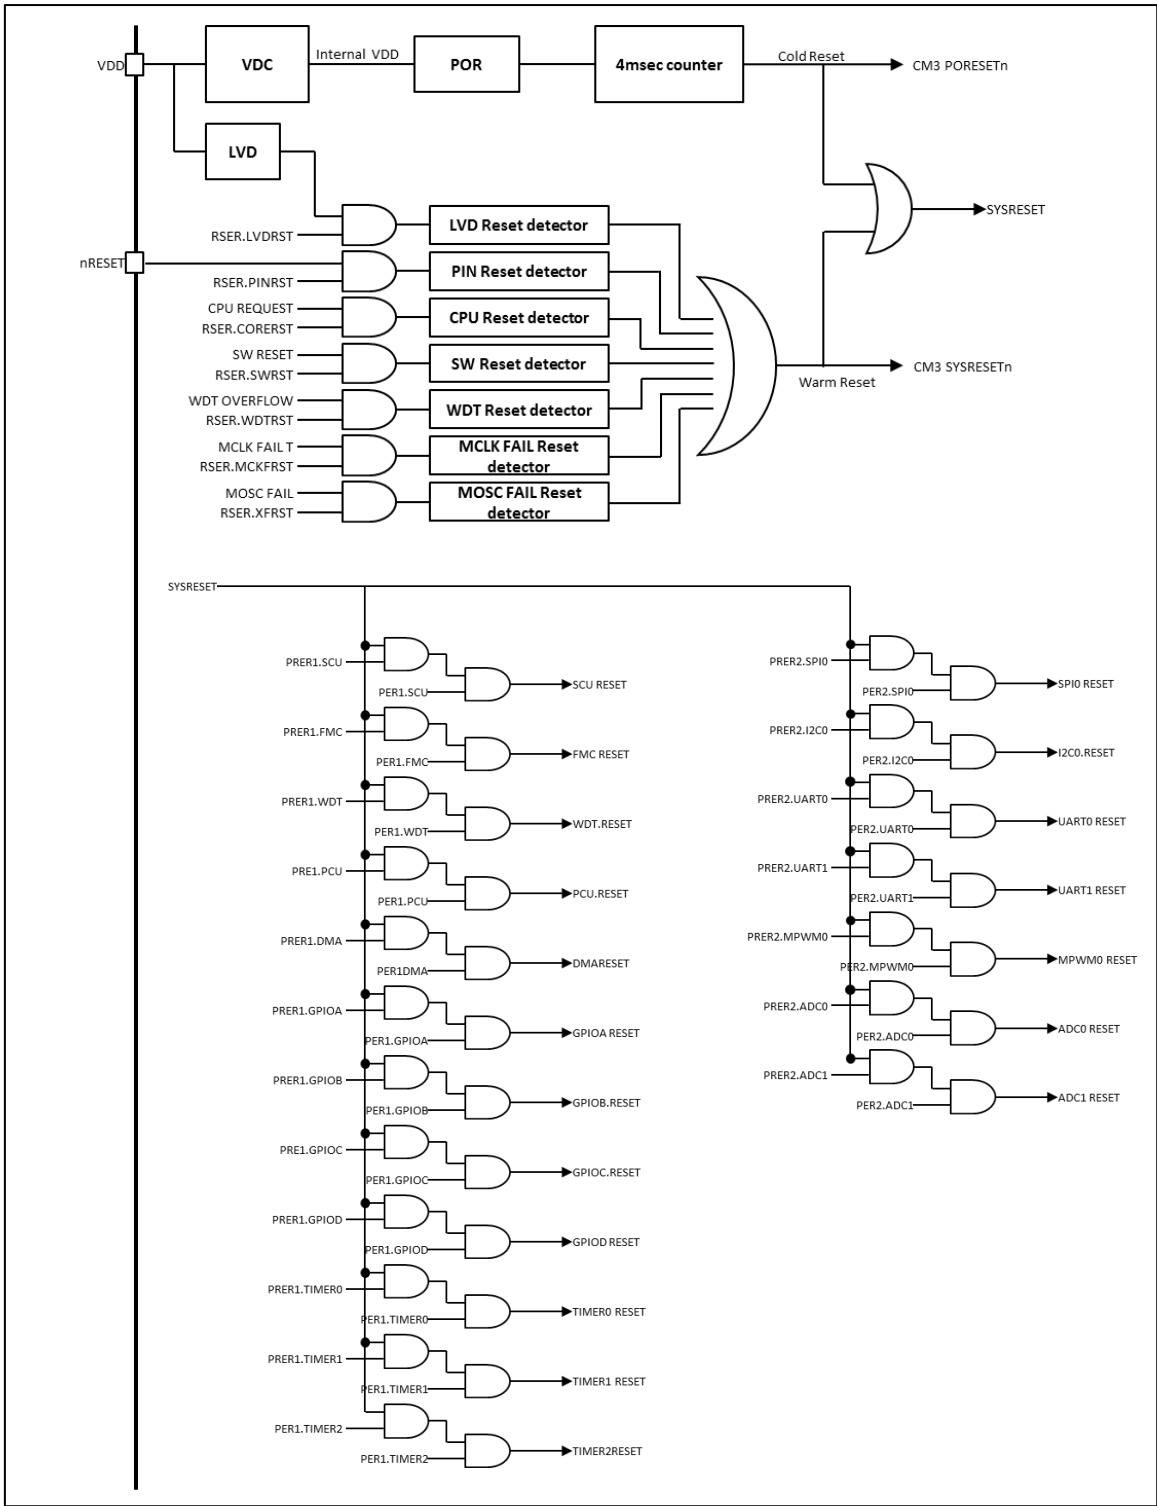 VDD
VDC
Internal VDD
POR
4msec counter
Cold Reset
CM3 PORESETn
LVD
SYSRESET
RSER.LVDRST
LVD Reset detector
nRESET
RSER.PINRST
PIN Reset detector
CPU REQUEST
RSER.CORERST
CPU Reset detector
SW RESET
RSER.SWRST
SW Reset detector
WDT OVERFLOW
RSER.WDTRST
WDT Reset detector
MCLK FAIL T
RSER.MCKFRST
MCLK FAIL Reset
detector
MOSC FAIL
RSER.XFRST
MOSC FAIL Reset
detector
CM3 SYSRESETn
Warm Reset
SYSRESET
PRER1.SCU
PER1.SCU
SCU RESET
PRER1.FMC
PER1.FMC
FMC RESET
PRER1.WDT
PER1.WDT
WDT.RESET
PRE1.PCU
PER1.PCU
PCU.RESET
PRER1.DMA
PER1DMA
DMARESET
PRER1.GPIOA
PER1.GPIOA
GPIOA RESET
PRER1.GPIOB
PER1.GPIOB
GPIOB.RESET
PRE1.GPIOC
PER1.GPIOC
GPIOC.RESET
PRER1.GPIOD
PER1.GPIOD
GPIOD RESET
PRER1.TIMER0
PER1.TIMER0
TIMER0 RESET
PRER1.TIMER1
PER1.TIMER1
TIMER1 RESET
PER1.TIMER2
PER1.TIMER2
TIMER2RESET
PRER2.SPI0
PER2.SPI0
SPI0 RESET
PRER2.I2C0
PER2.I2C0
I2C0.RESET
PRER2.UART0
PER2.UART0
UART0 RESET
PRER2.UART1
PER2.UART1
UART1 RESET
PRER2.MPWM0
PER2.MPWM0
MPWM0 RESET
PRER2.ADC0
PER2.ADC0
ADC0 RESET
PRER2.ADC1
PER2.ADC1
ADC1 RESET